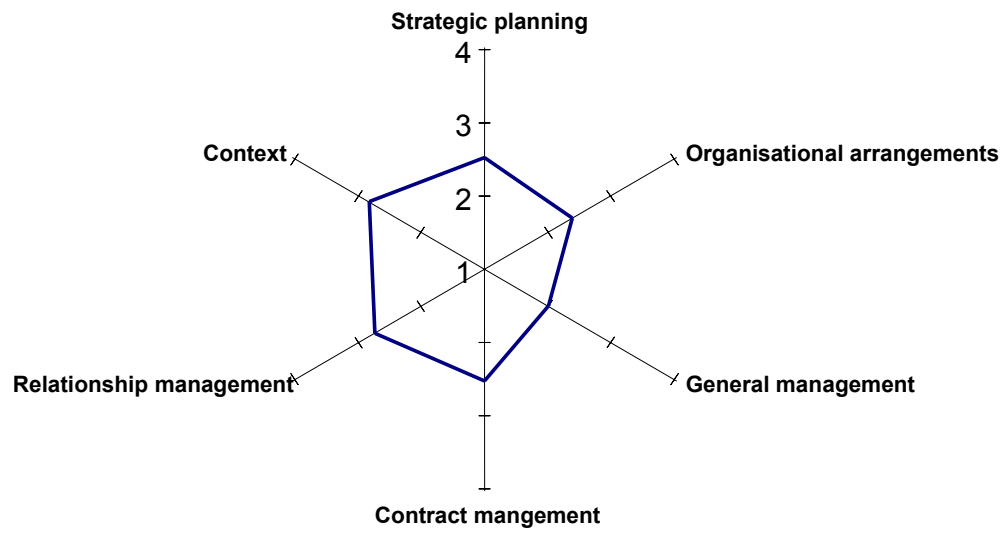 Strategic planning
4
3
Context
Organisational arrangements
2
1
Relationship management
General management
Contract mangement